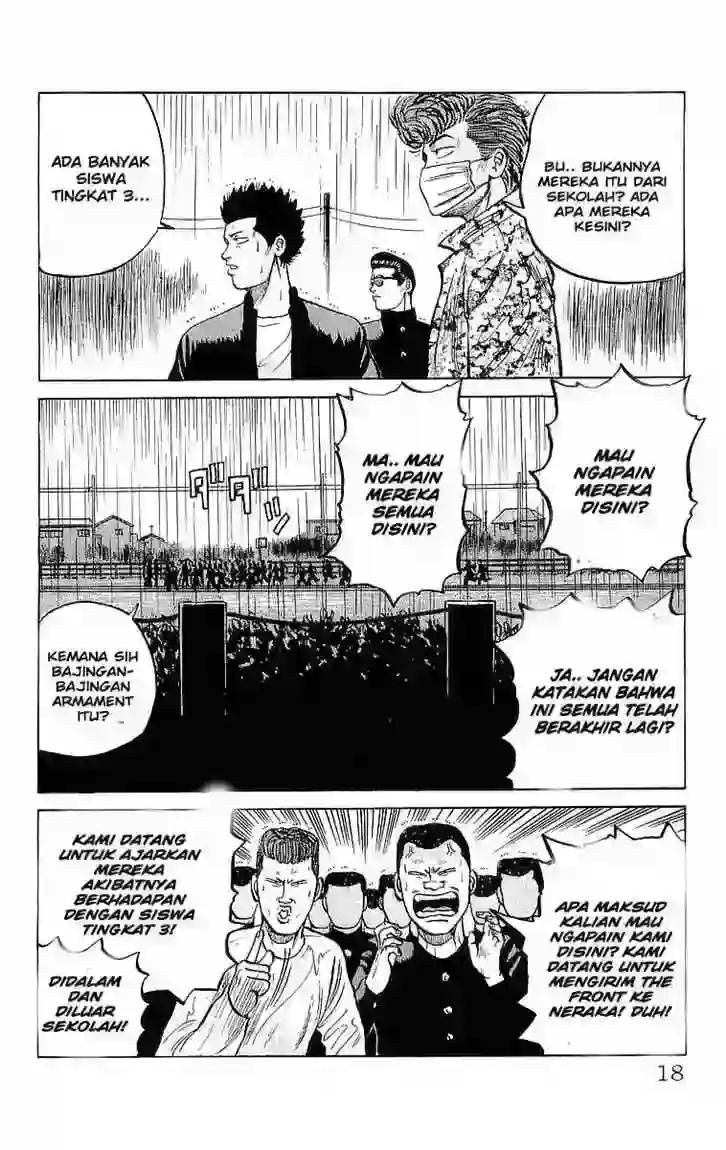 BU.. BUKANNYA
MEREKA ITU DARI
SEKOLAH? ADA
APA MEREKA
KESINI?
ADA BANYAK
SISWA
TINGKAT 3...
MAU
NGAPAIN
MEREKA
DISINI?
MA.. MAU
NGAPAIN
MEREKA
SEMUA
DISINI?
JA.. JANGAN
KATAKAN BAHWA
INI SEMUA TELAH
BERAKHIR LAGI?
KEMANA SIH
BAJINGAN-
BAJINGAN
ARMAMENT
ITU?
APA MAKSUD
KALIAN MAU
NGAPAIN KAMI
DISINI? KAMI
DATANG UNTUK
MENGIRIM THE
FRONT KE
NERAKA! DUH!
KAMI DATANG
UNTUK AJARKAN
MEREKA
AKIBATNYA
BERHADAPAN
DENGAN SISWA
TINGKAT 3!
DIDALAM
DAN
DILUAR
SEKOLAH!
18